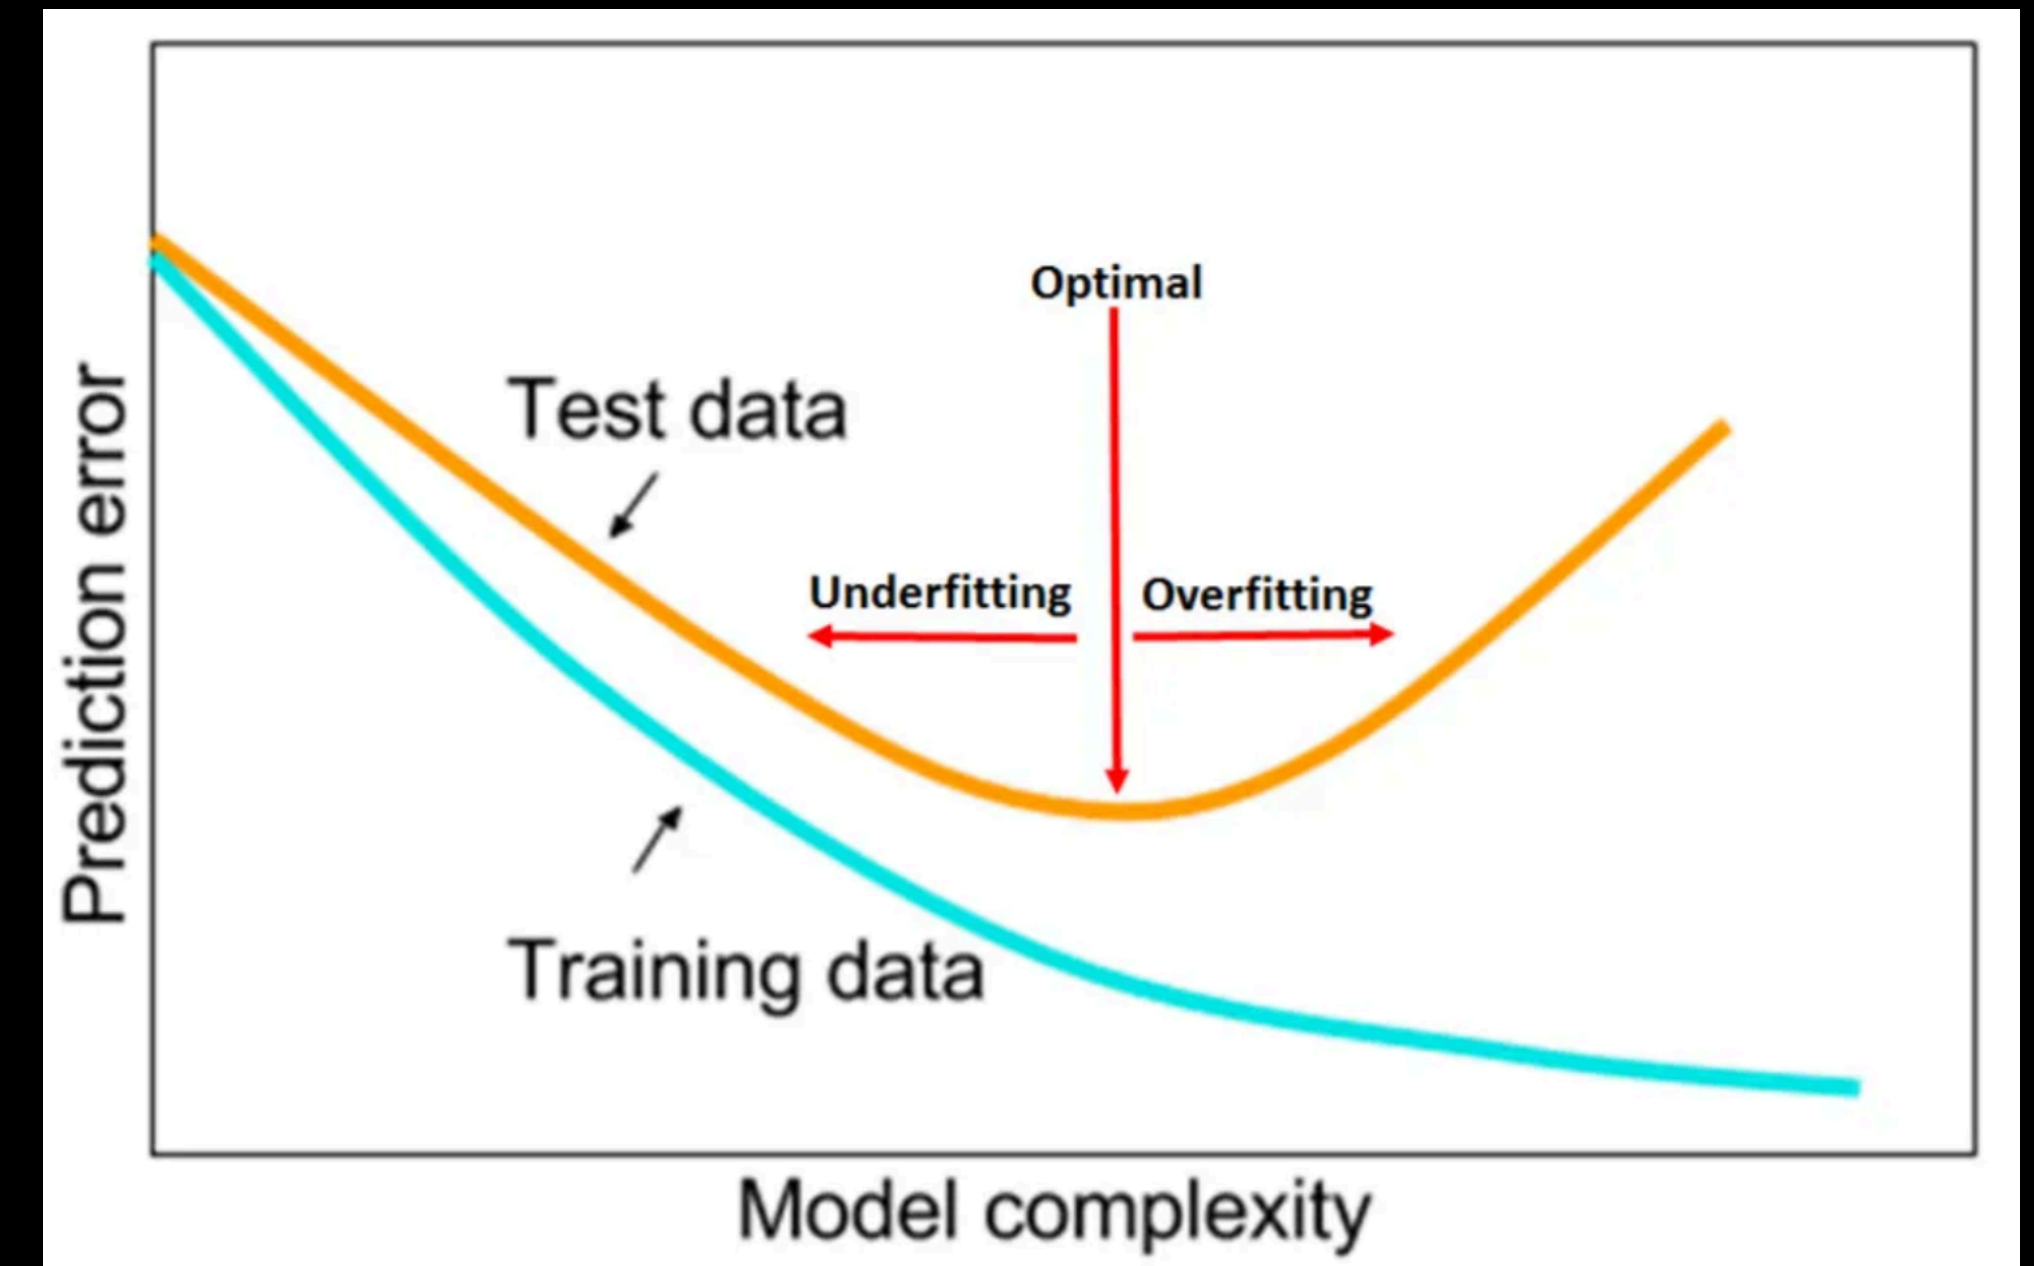 Optimal
Test data
Underfitting
Overfitting
Prediction error
Training data
Model complexity